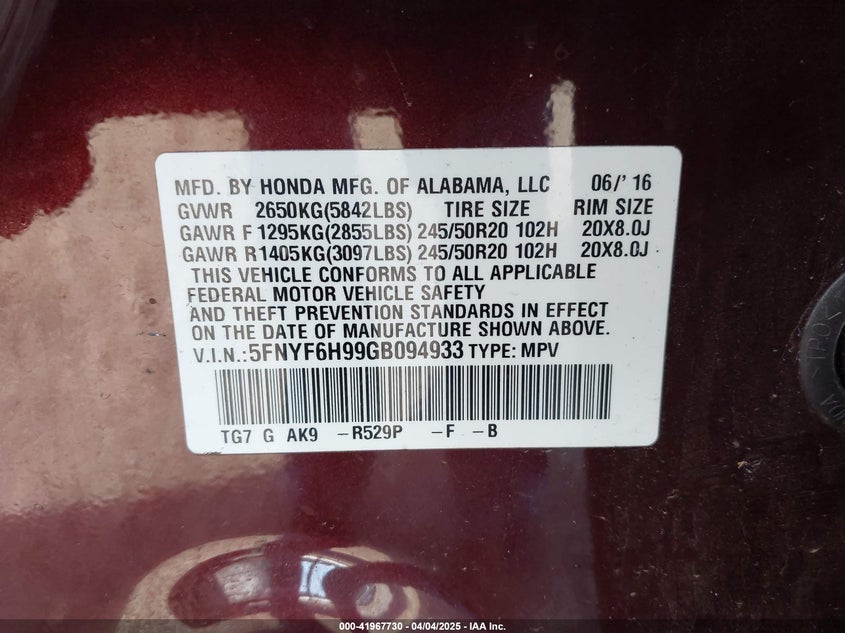 MFD. BY HONDA MFG. OF ALABAMA, LLC 06/' 16
GVWR 2650KG(5842LBS) TIRE SIZE RIM SIZE
GAWR F 1295KG(2855LBS) 245/50R20 102H 20X8.0J
GAWR R 1405KG(3097LBS) 245/50R20 102H 20X8.0J
THIS VEHICLE CONFORMS TO ALL APPLICABLE
FEDERAL MOTOR VEHICLE SAFETY
AND THEFT PREVENTION STANDARDS IN EFFECT
ON THE DATE OF MANUFACTURE SHOWN ABOVE.
V.I.N.:5FNYF6H99GB094933 TYPE: MPV
TG7 G AK9 -R529P -F -B
000-41967730 - 04/04/2025 - IAA Inc.